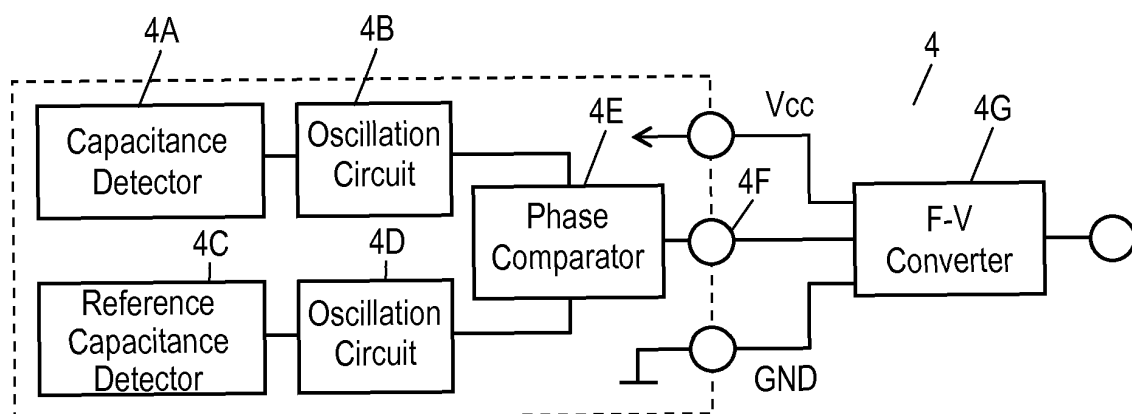 4A
4B
4
4E
Vcc
4G
Capacitance
Detector
Oscillation
Circuit
4F
Phase
Comparator
F-V
Converter
4C
4D
Reference
Capacitance
Detector
Oscillation
Circuit
GND